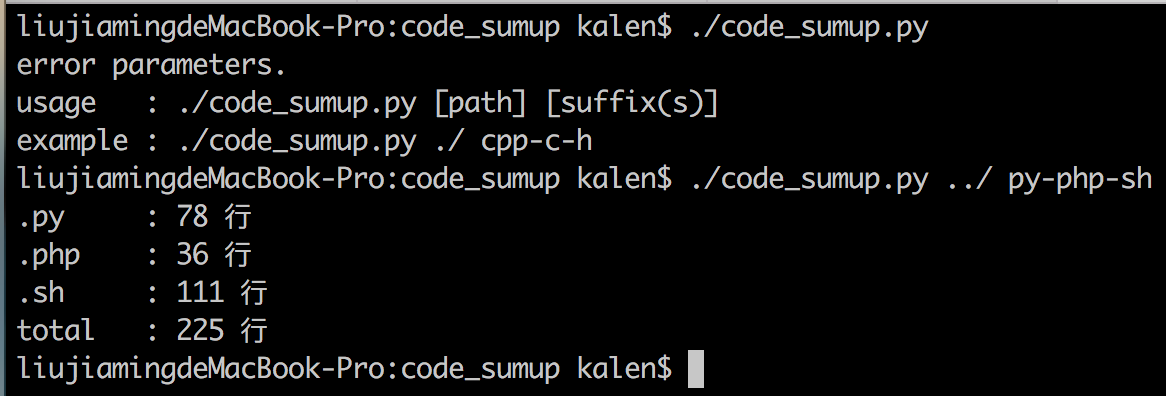 liujiamingdeMacBook-Pro:code_sumup kalen$ ./code_sumup.py
error parameters.
usage   : ./code_sumup.py [path] [suffix(s)]
example : ./code_sumup.py ./ cpp-c-h
liujiamingdeMacBook-Pro:code_sumup kalen$ ./code_sumup.py ../ py-php-sh
.py     : 78 行
.php    : 36 行
.sh     : 111 行
total   : 225 行
liujiamingdeMacBook-Pro:code_sumup kalen$